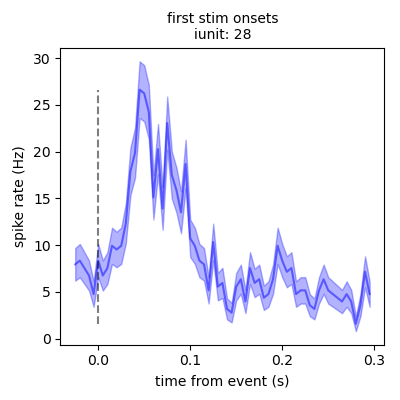 first stim onsets
iunit: 28
spike rate (Hz)
30
25
20
15
10
5
0
0.0 0.1 0.2 0.3
time from event (s)